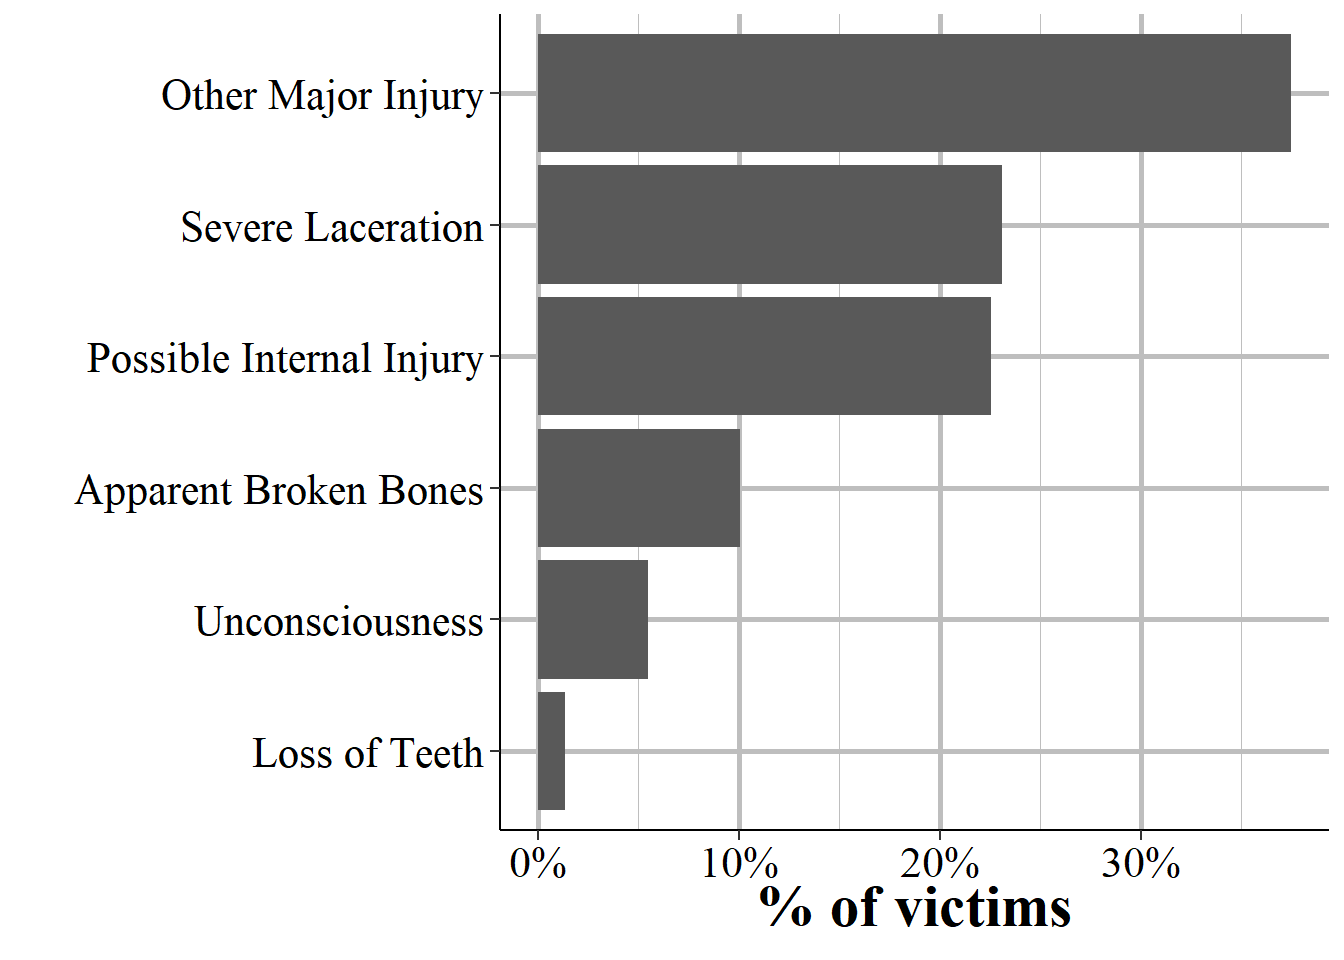 Other Major Injury
Severe Laceration
Possible Internal Injury
Apparent Broken Bones
Unconsciousness
Loss of Teeth
0% 10% 20% 30%
% of victims